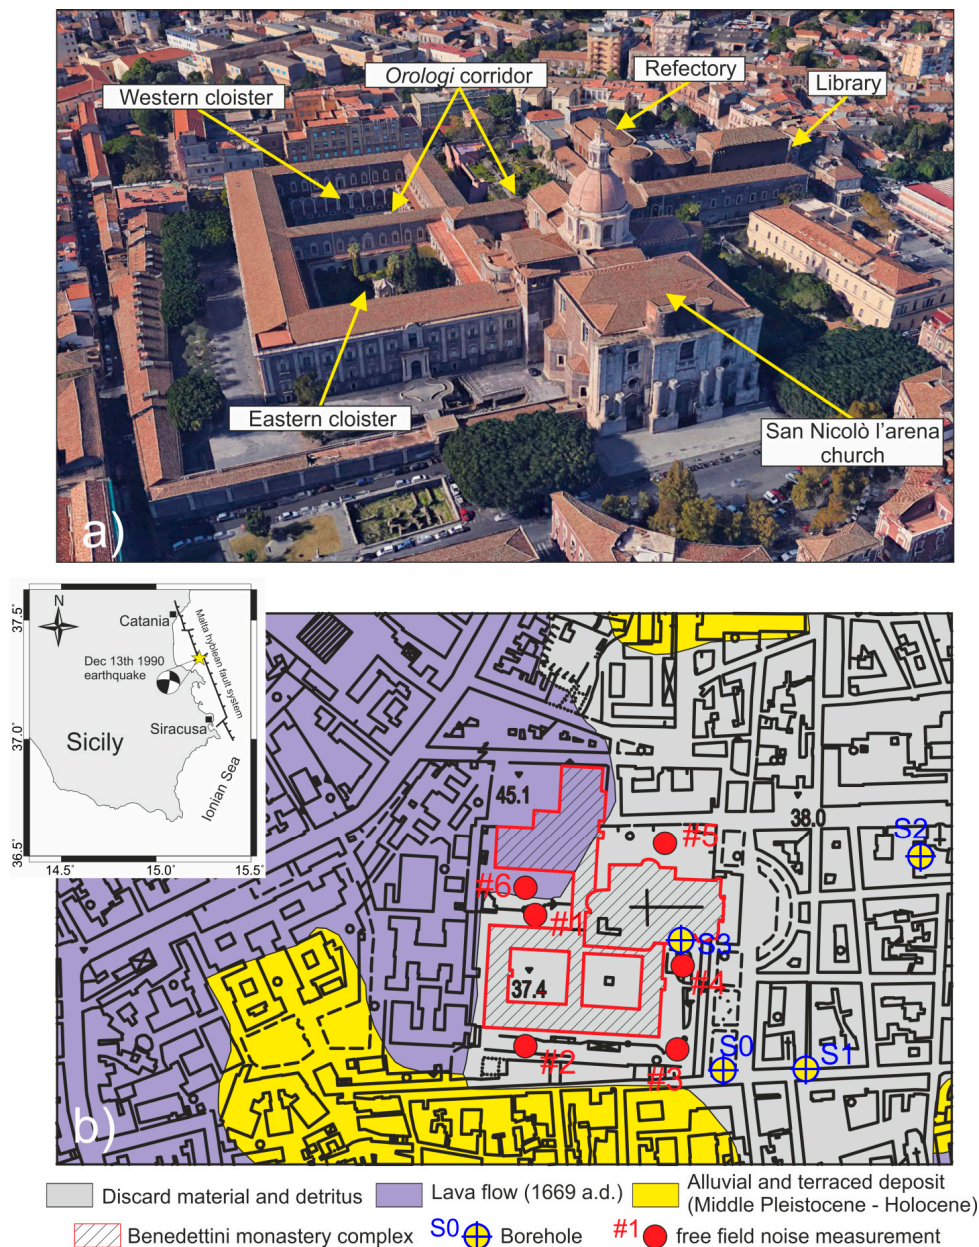 Orologi corridor
Refectory
Western cloister
Library
Eastern cloister
San Nicolò l'arena
church
a)
N
Catania
Malta hyblean fault system
Dec 13th 1990
earthquake
Siracusa
Sicily
Ionian Sea
37.5°
37.0°
36.5°
14.5°
15.0°
15.5°
45.1
38.0
#5
S2
#6
#1
S3
#4
37.4
#2
#3
S0
S1
b)
Discard material and detritus
Lava flow (1669 a.d.)
Alluvial and terraced deposit
(Middle Pleistocene - Holocene)
Benedettini monastery complex
S0
Borehole
#1
free field noise measurement